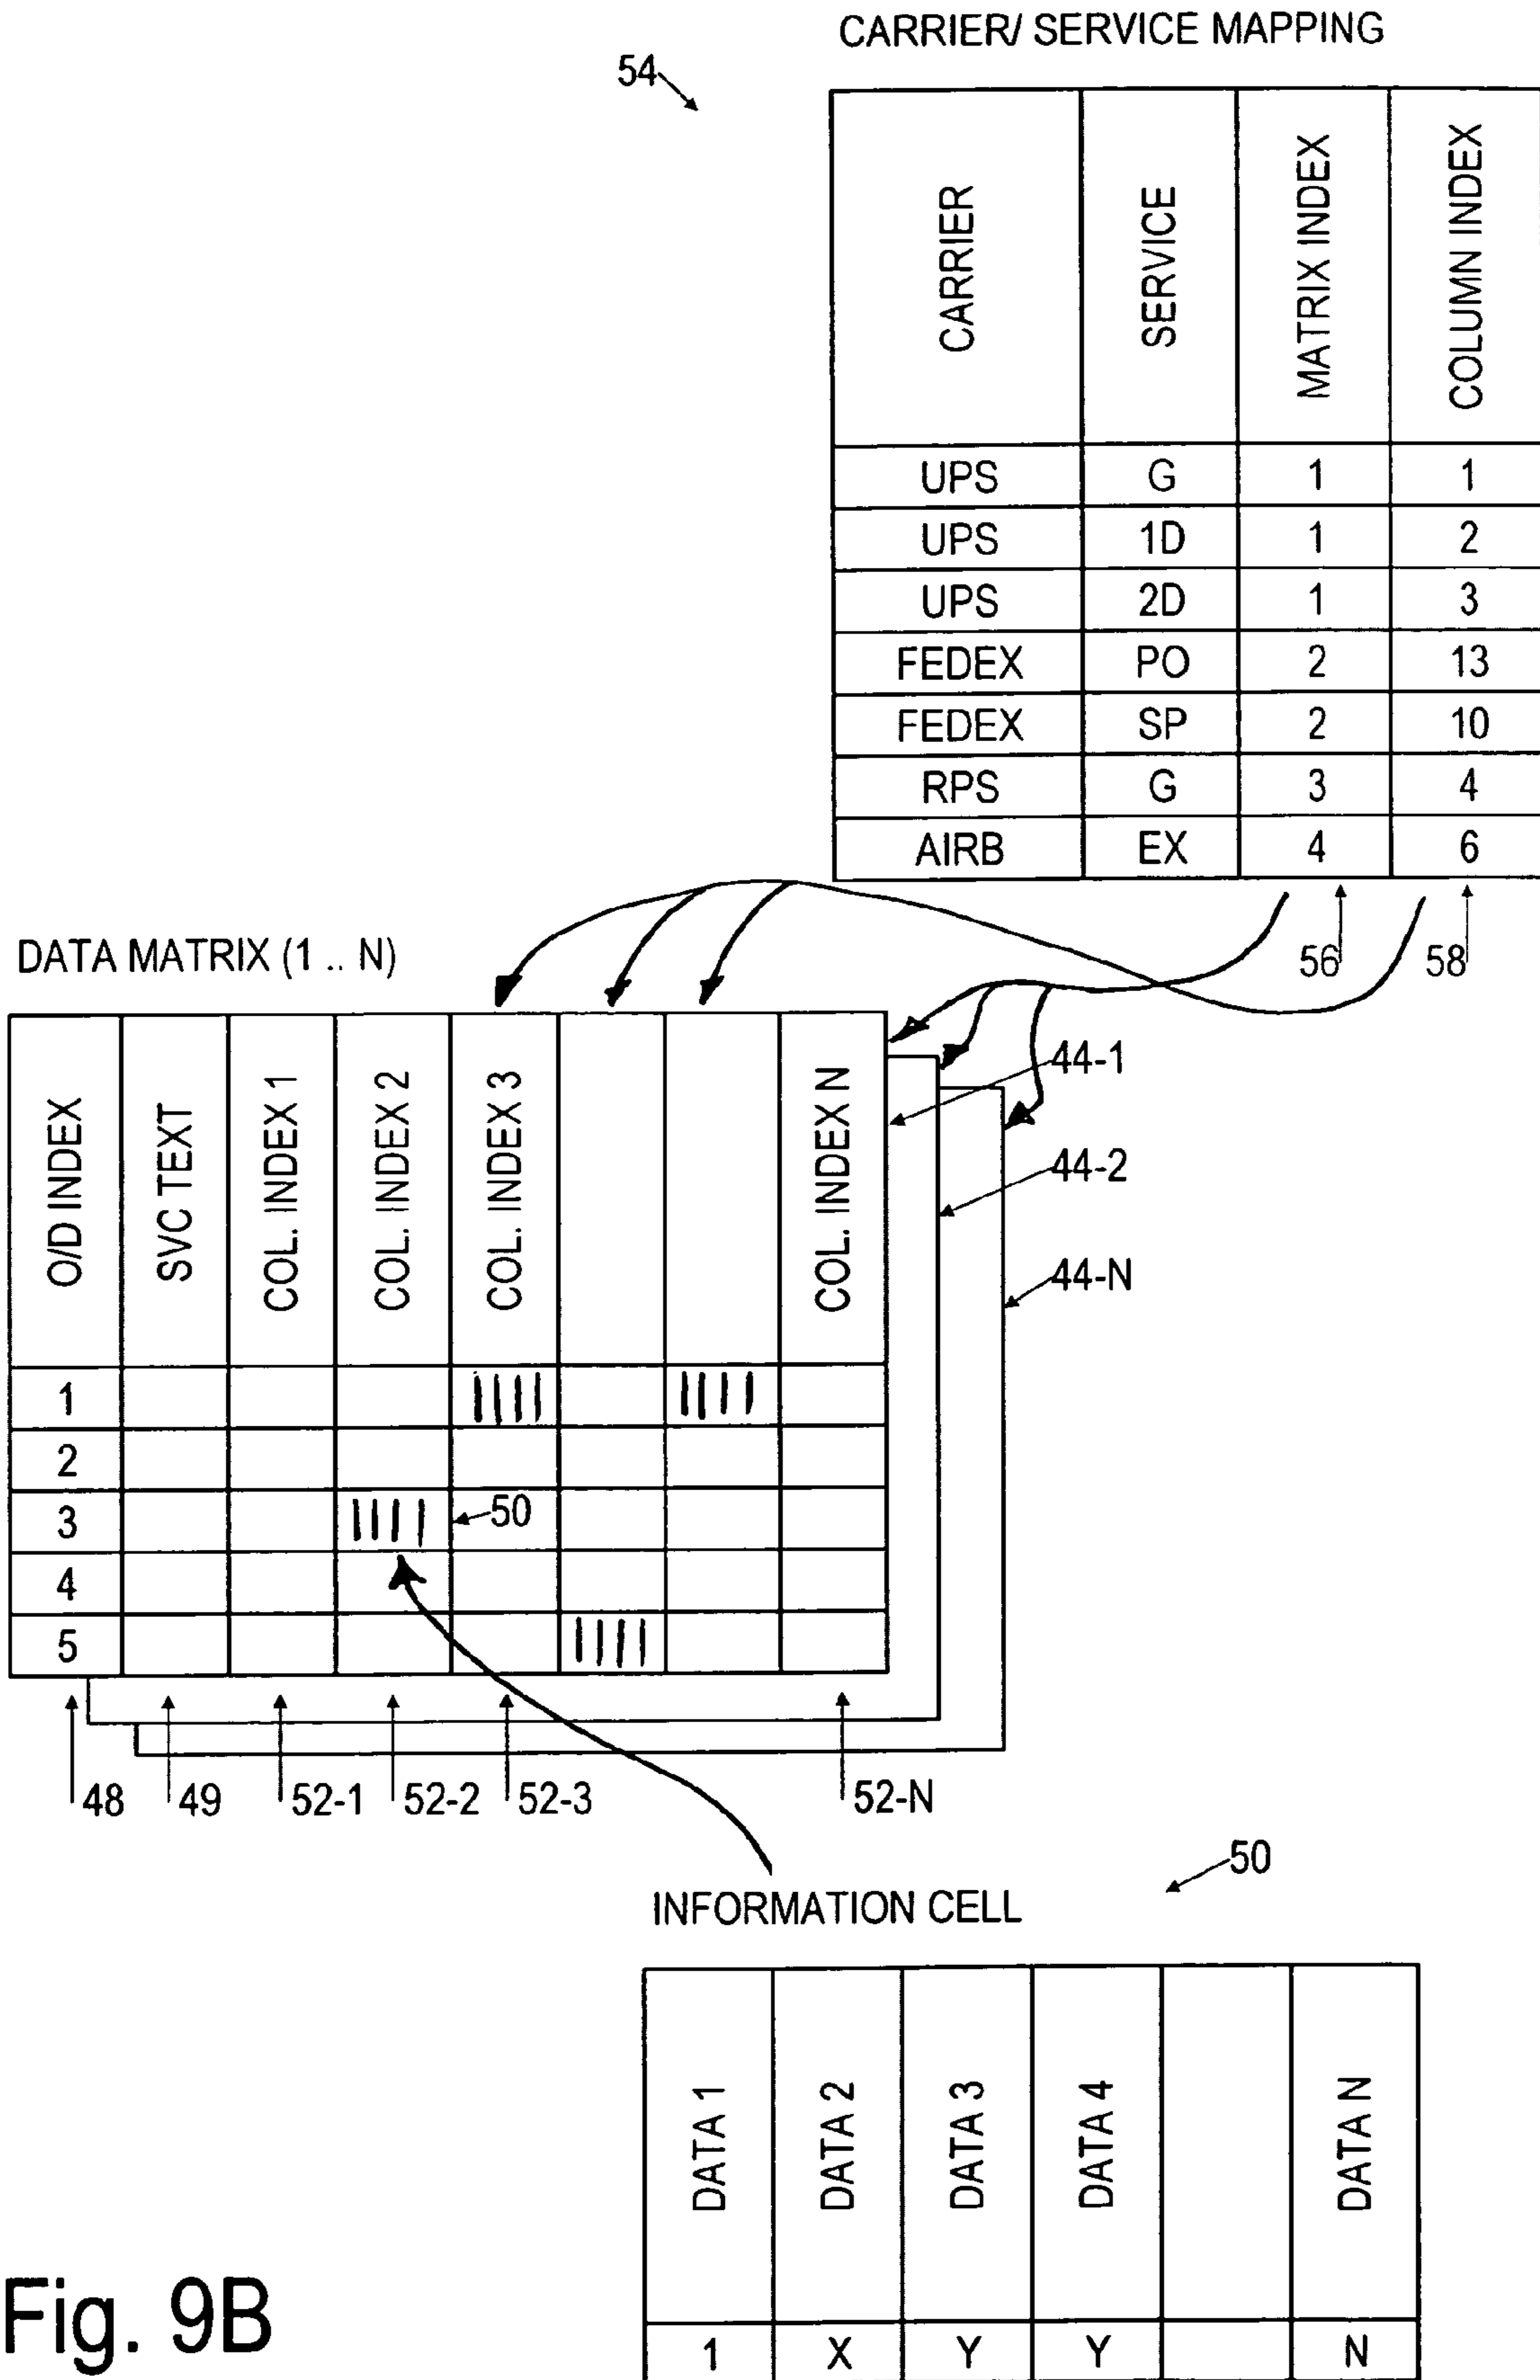 CARRIER/ SERVICE MAPPING
54
CARRIER SERVICE MATRIX INDEX COLUMN INDEX
UPS G 1 1
UPS 1D 1 2
UPS 2D 1 3
FEDEX PO 2 13
FEDEX SP 2 10
RPS G 3 4
AIRB EX 4 6
56 58
DATA MATRIX (1 .. N)
O/D INDEX SVC TEXT COL. INDEX 1 COL. INDEX 2 COL. INDEX 3 COL. INDEX N
44-1
44-2
44-N
1
2
3 50
4
5
48 49 52-1 52-2 52-3 52-N
50
INFORMATION CELL
DATA 1 DATA 2 DATA 3 DATA 4 DATA N
1 X Y Y N
Fig. 9B